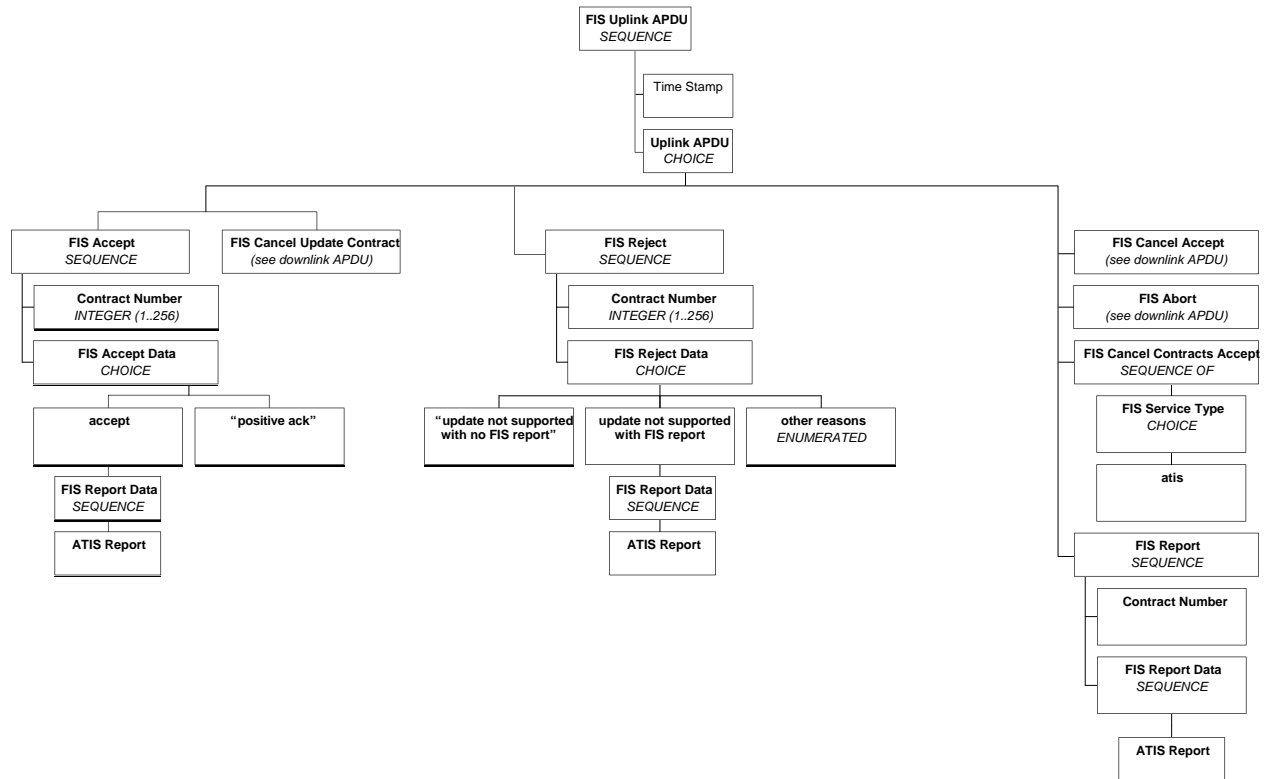 FIS Uplink APDU
SEQUENCE
Time Stamp
Uplink APDU
CHOICE
FIS Accept
SEQUENCE
Contract Number
INTEGER (1..256)
FIS Accept Data
CHOICE
accept
“positive ack”
FIS Report Data
SEQUENCE
ATIS Report
FIS Cancel Update Contract
(see downlink APDU)
FIS Reject
SEQUENCE
Contract Number
INTEGER (1..256)
FIS Reject Data
CHOICE
“update not supported
with no FIS report”
update not supported
with FIS report
other reasons
ENUMERATED
FIS Report Data
SEQUENCE
ATIS Report
FIS Cancel Accept
(see downlink APDU)
FIS Abort
(see downlink APDU)
FIS Cancel Contracts Accept
SEQUENCE OF
FIS Service Type
CHOICE
atis
FIS Report
SEQUENCE
Contract Number
FIS Report Data
SEQUENCE
ATIS Report